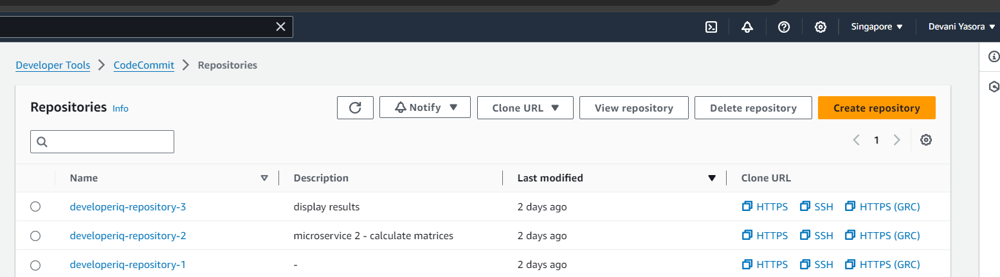 Singapore Devani Yasora
Developer Tools CodeCommit Repositories
Repositories Info Notify Clone URL View repository Delete repository Create repository
1
Name Description Last modified Clone URL
developeriq-repository-3 display results 2 days ago HTTPS SSH HTTPS (GRC)
developeriq-repository-2 microservice 2 - calculate matrices 2 days ago HTTPS SSH HTTPS (GRC)
developeriq-repository-1 - 2 days ago HTTPS SSH HTTPS (GRC)